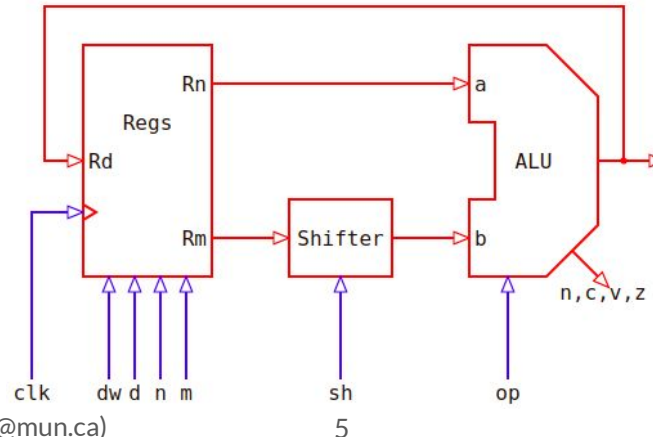 Rn
a
Regs
Rd
ALU
Rm
Shifter
b
n,c,v,z
clk
dw d n m
sh
op
@mun.ca)
5